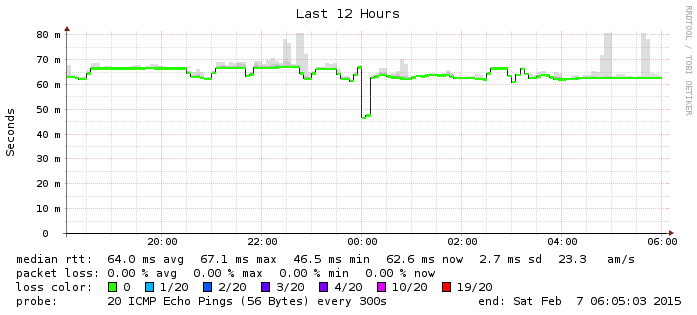 Last 12 Hours
RRDTOOL / TOBI OETIKER
Seconds
80 m
70 m
60 m
50 m
40 m
30 m
20 m
10 m
0
20:00 22:00 00:00 02:00 04:00 06:00
median rtt: 64.0 ms avg 67.1 ms max 46.5 ms min 62.6 ms now 2.7 ms sd 23.3 am/s
packet loss: 0.00 % avg 0.00 % max 0.00 % min 0.00 % now
loss color: 0 1/20 2/20 3/20 4/20 10/20 19/20
probe: 20 ICMP Echo Pings (56 Bytes) every 300s end: Sat Feb 7 06:05:03 2015